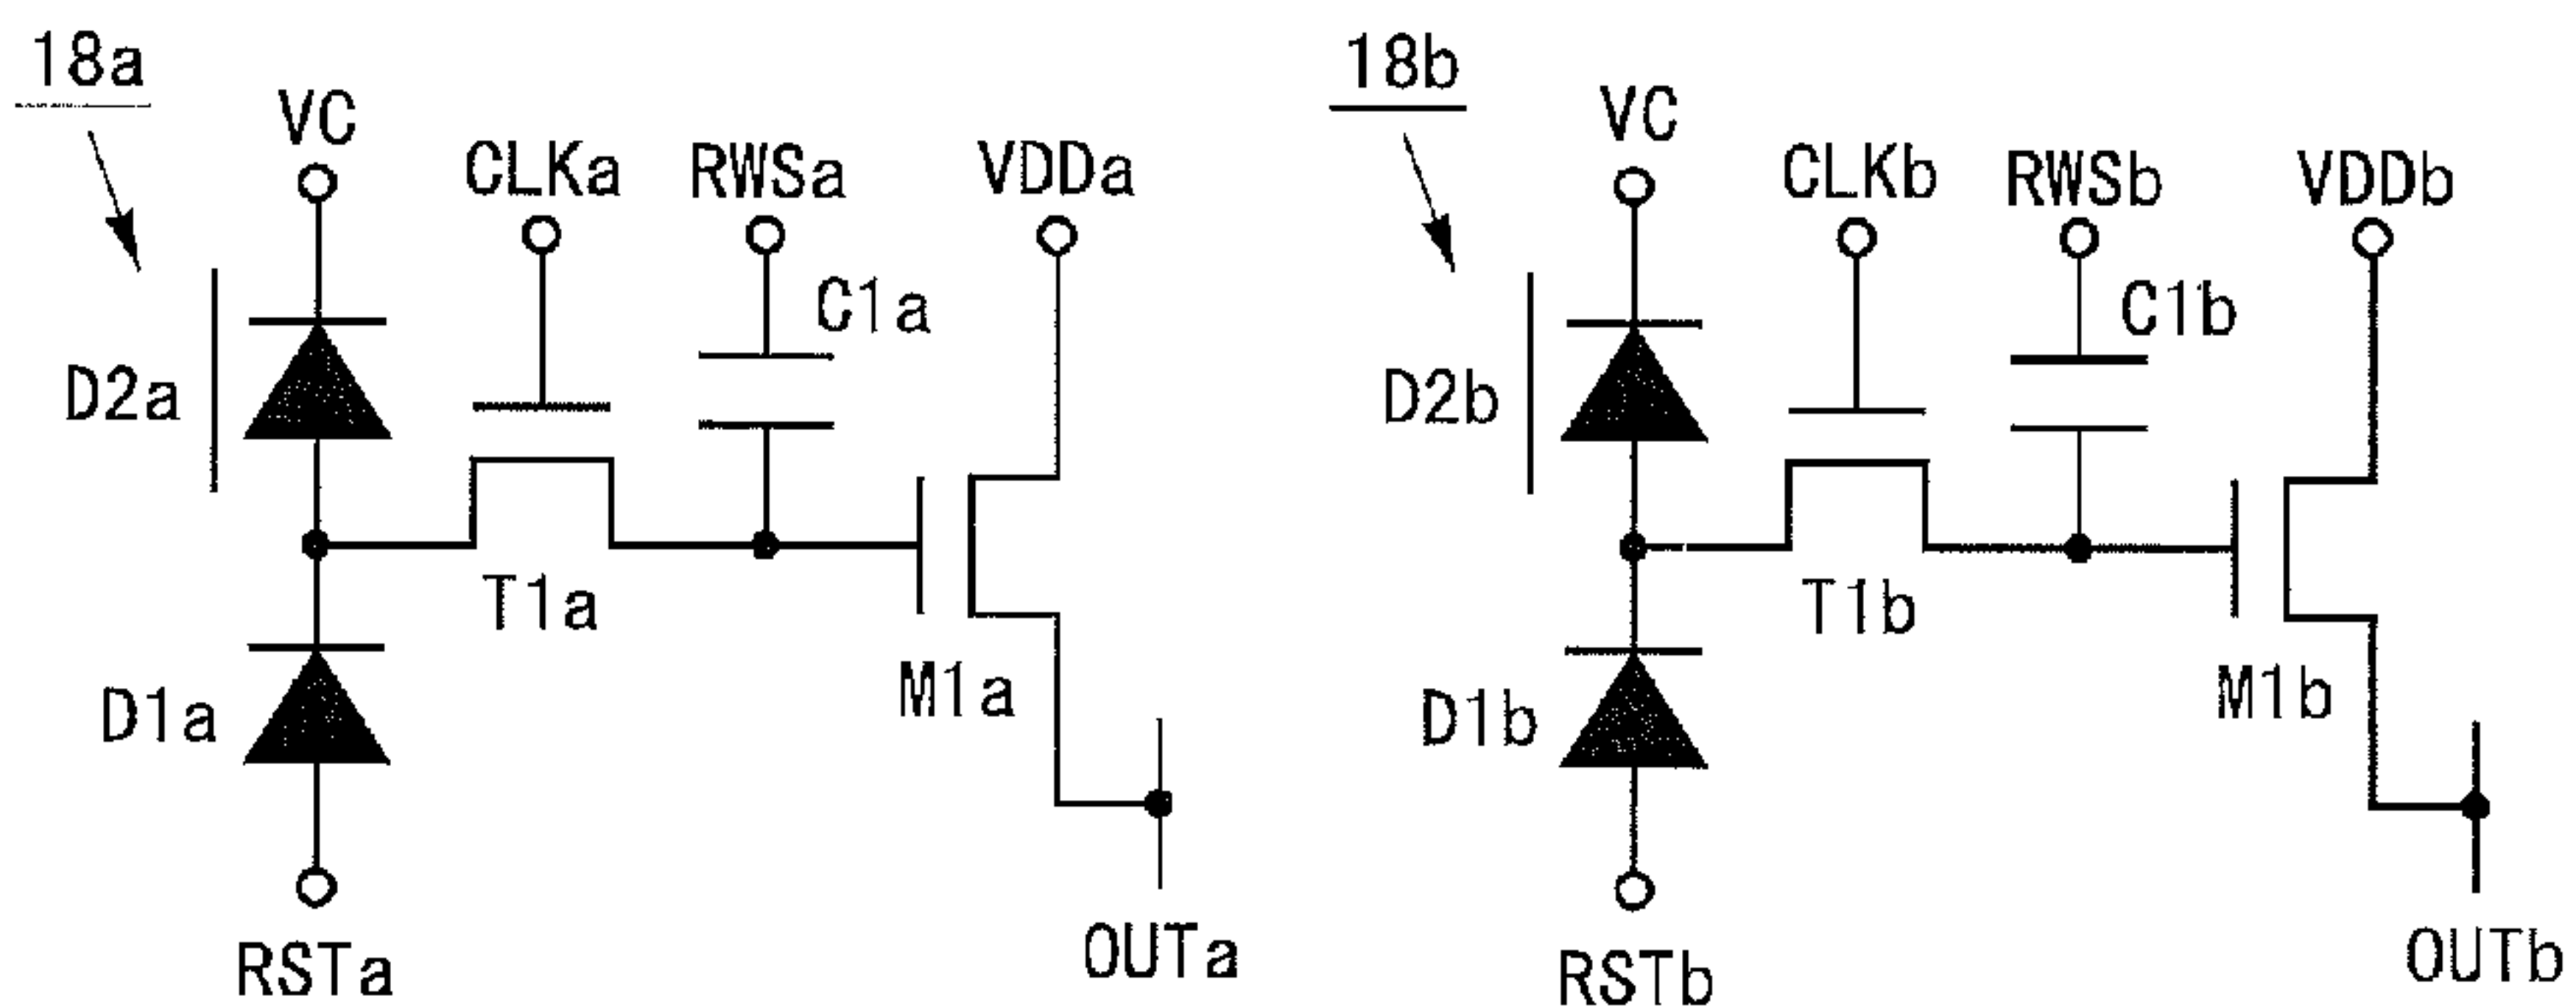 18a
VC
CLKa
RWSa
VDDa
C1a
D2a
T1a
D1a
M1a
RSTa
OUTa
18b
VC
CLKb
RWSb
VDDb
C1b
D2b
T1b
D1b
M1b
RSTb
OUTb